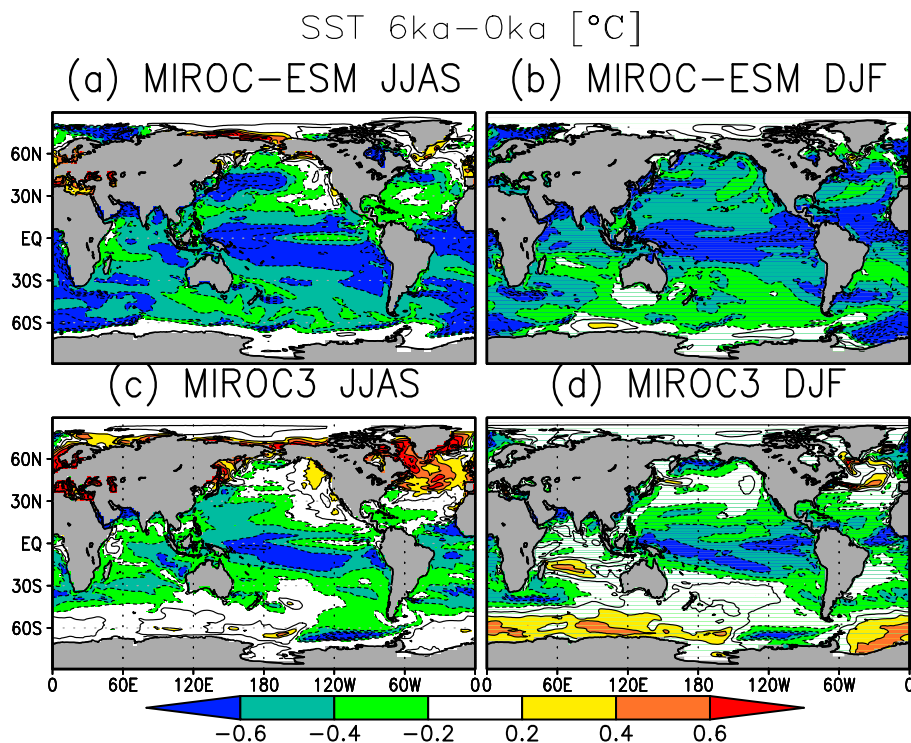 SST 6ka−0ka [°C]
(a) MIROC−ESM JJAS (b) MIROC−ESM DJF
60N
30N
EQ
30S
60S
(c) MIROC3 JJAS (d) MIROC3 DJF
60N
30N
EQ
30S
60S
0 60E 120E 180 120W 60W 0 0 60E 120E 180 120W 60W 0
−0.6 −0.4 −0.2 0.2 0.4 0.6